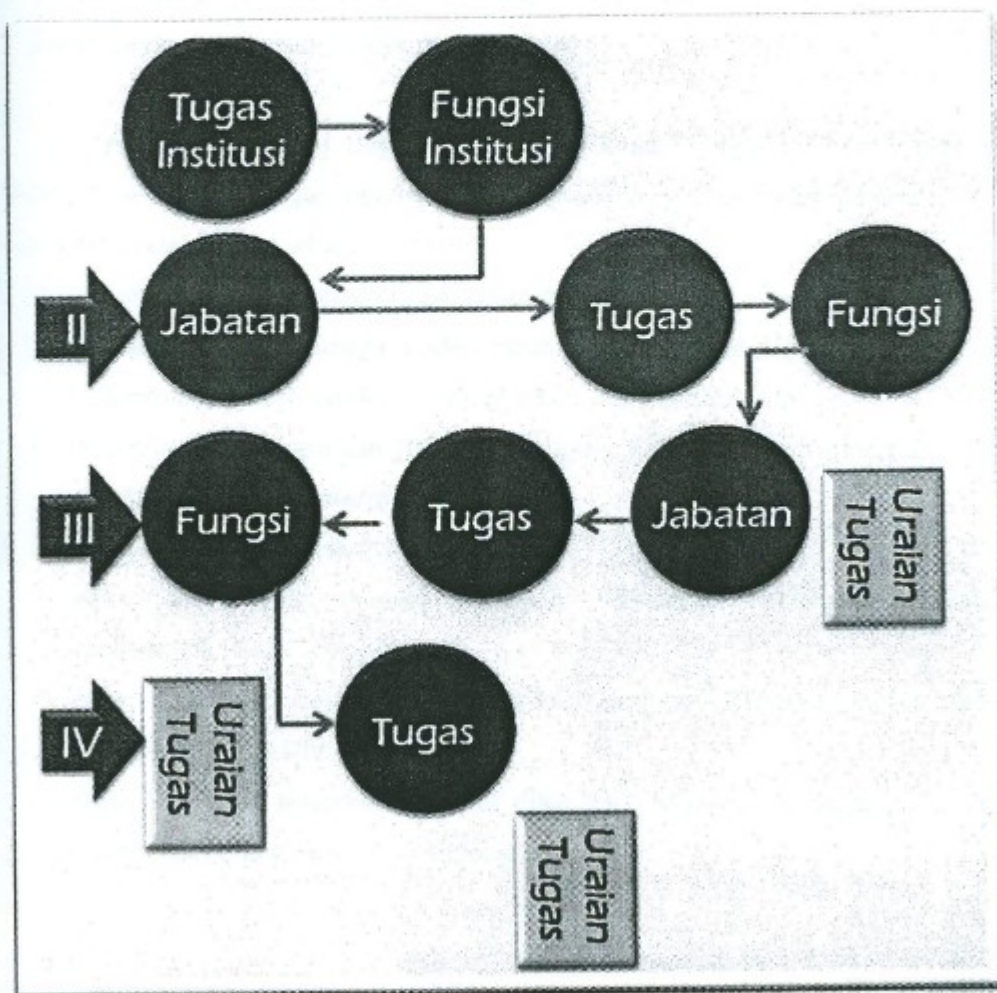 Tugas
Institusi
Fungsi
Institusi
II
Jabatan
Tugas
Fungsi
III
Fungsi
Tugas
Jabatan
Uraian
Tugas
IV
Uraian
Tugas
Tugas
Uraian
Tugas